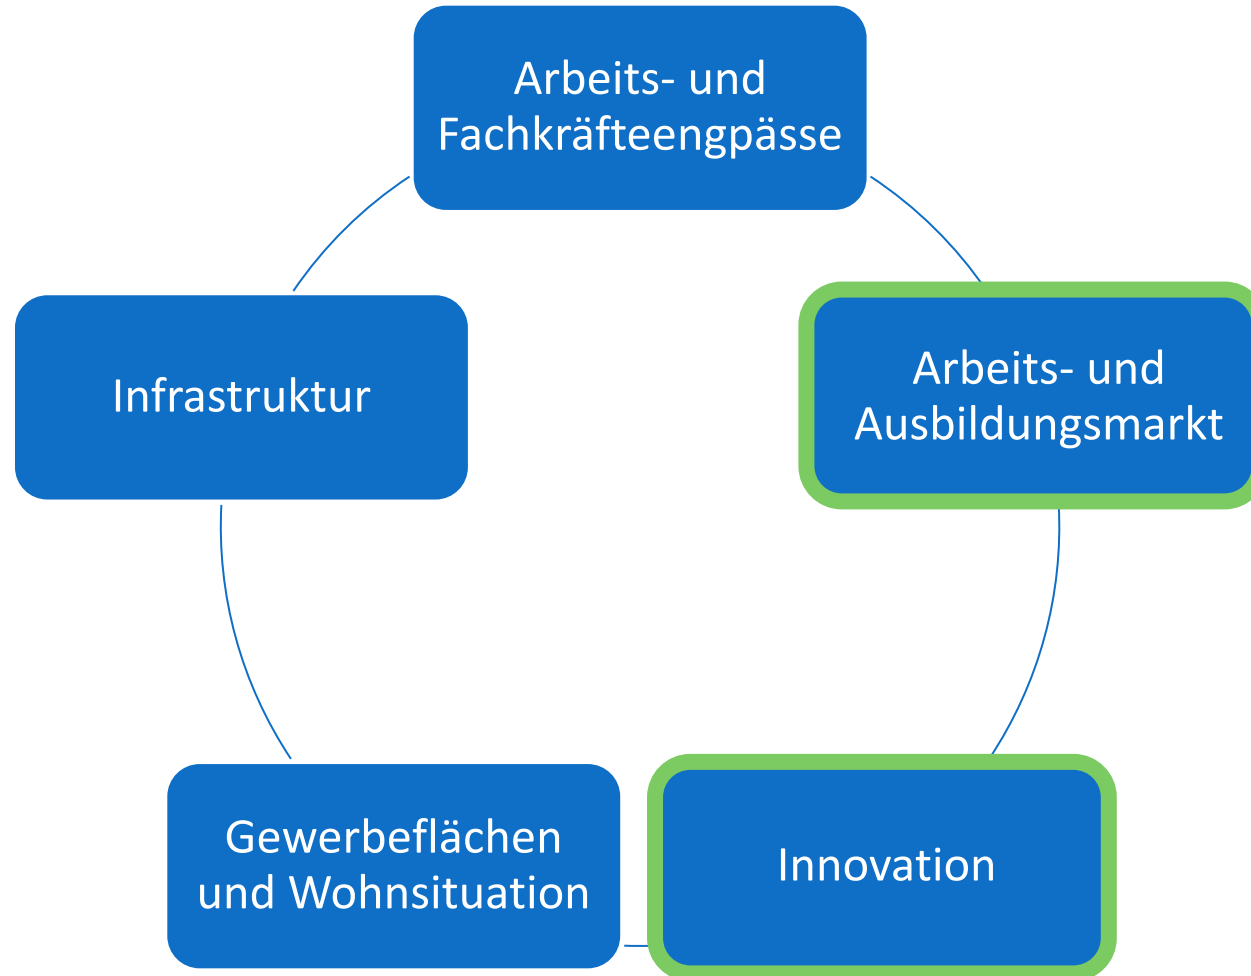 Arbeits- und
Fachkräfteengpässe
Infrastruktur
Arbeits- und
Ausbildungsmarkt
Gewerbeflächen
und Wohnsituation
Innovation